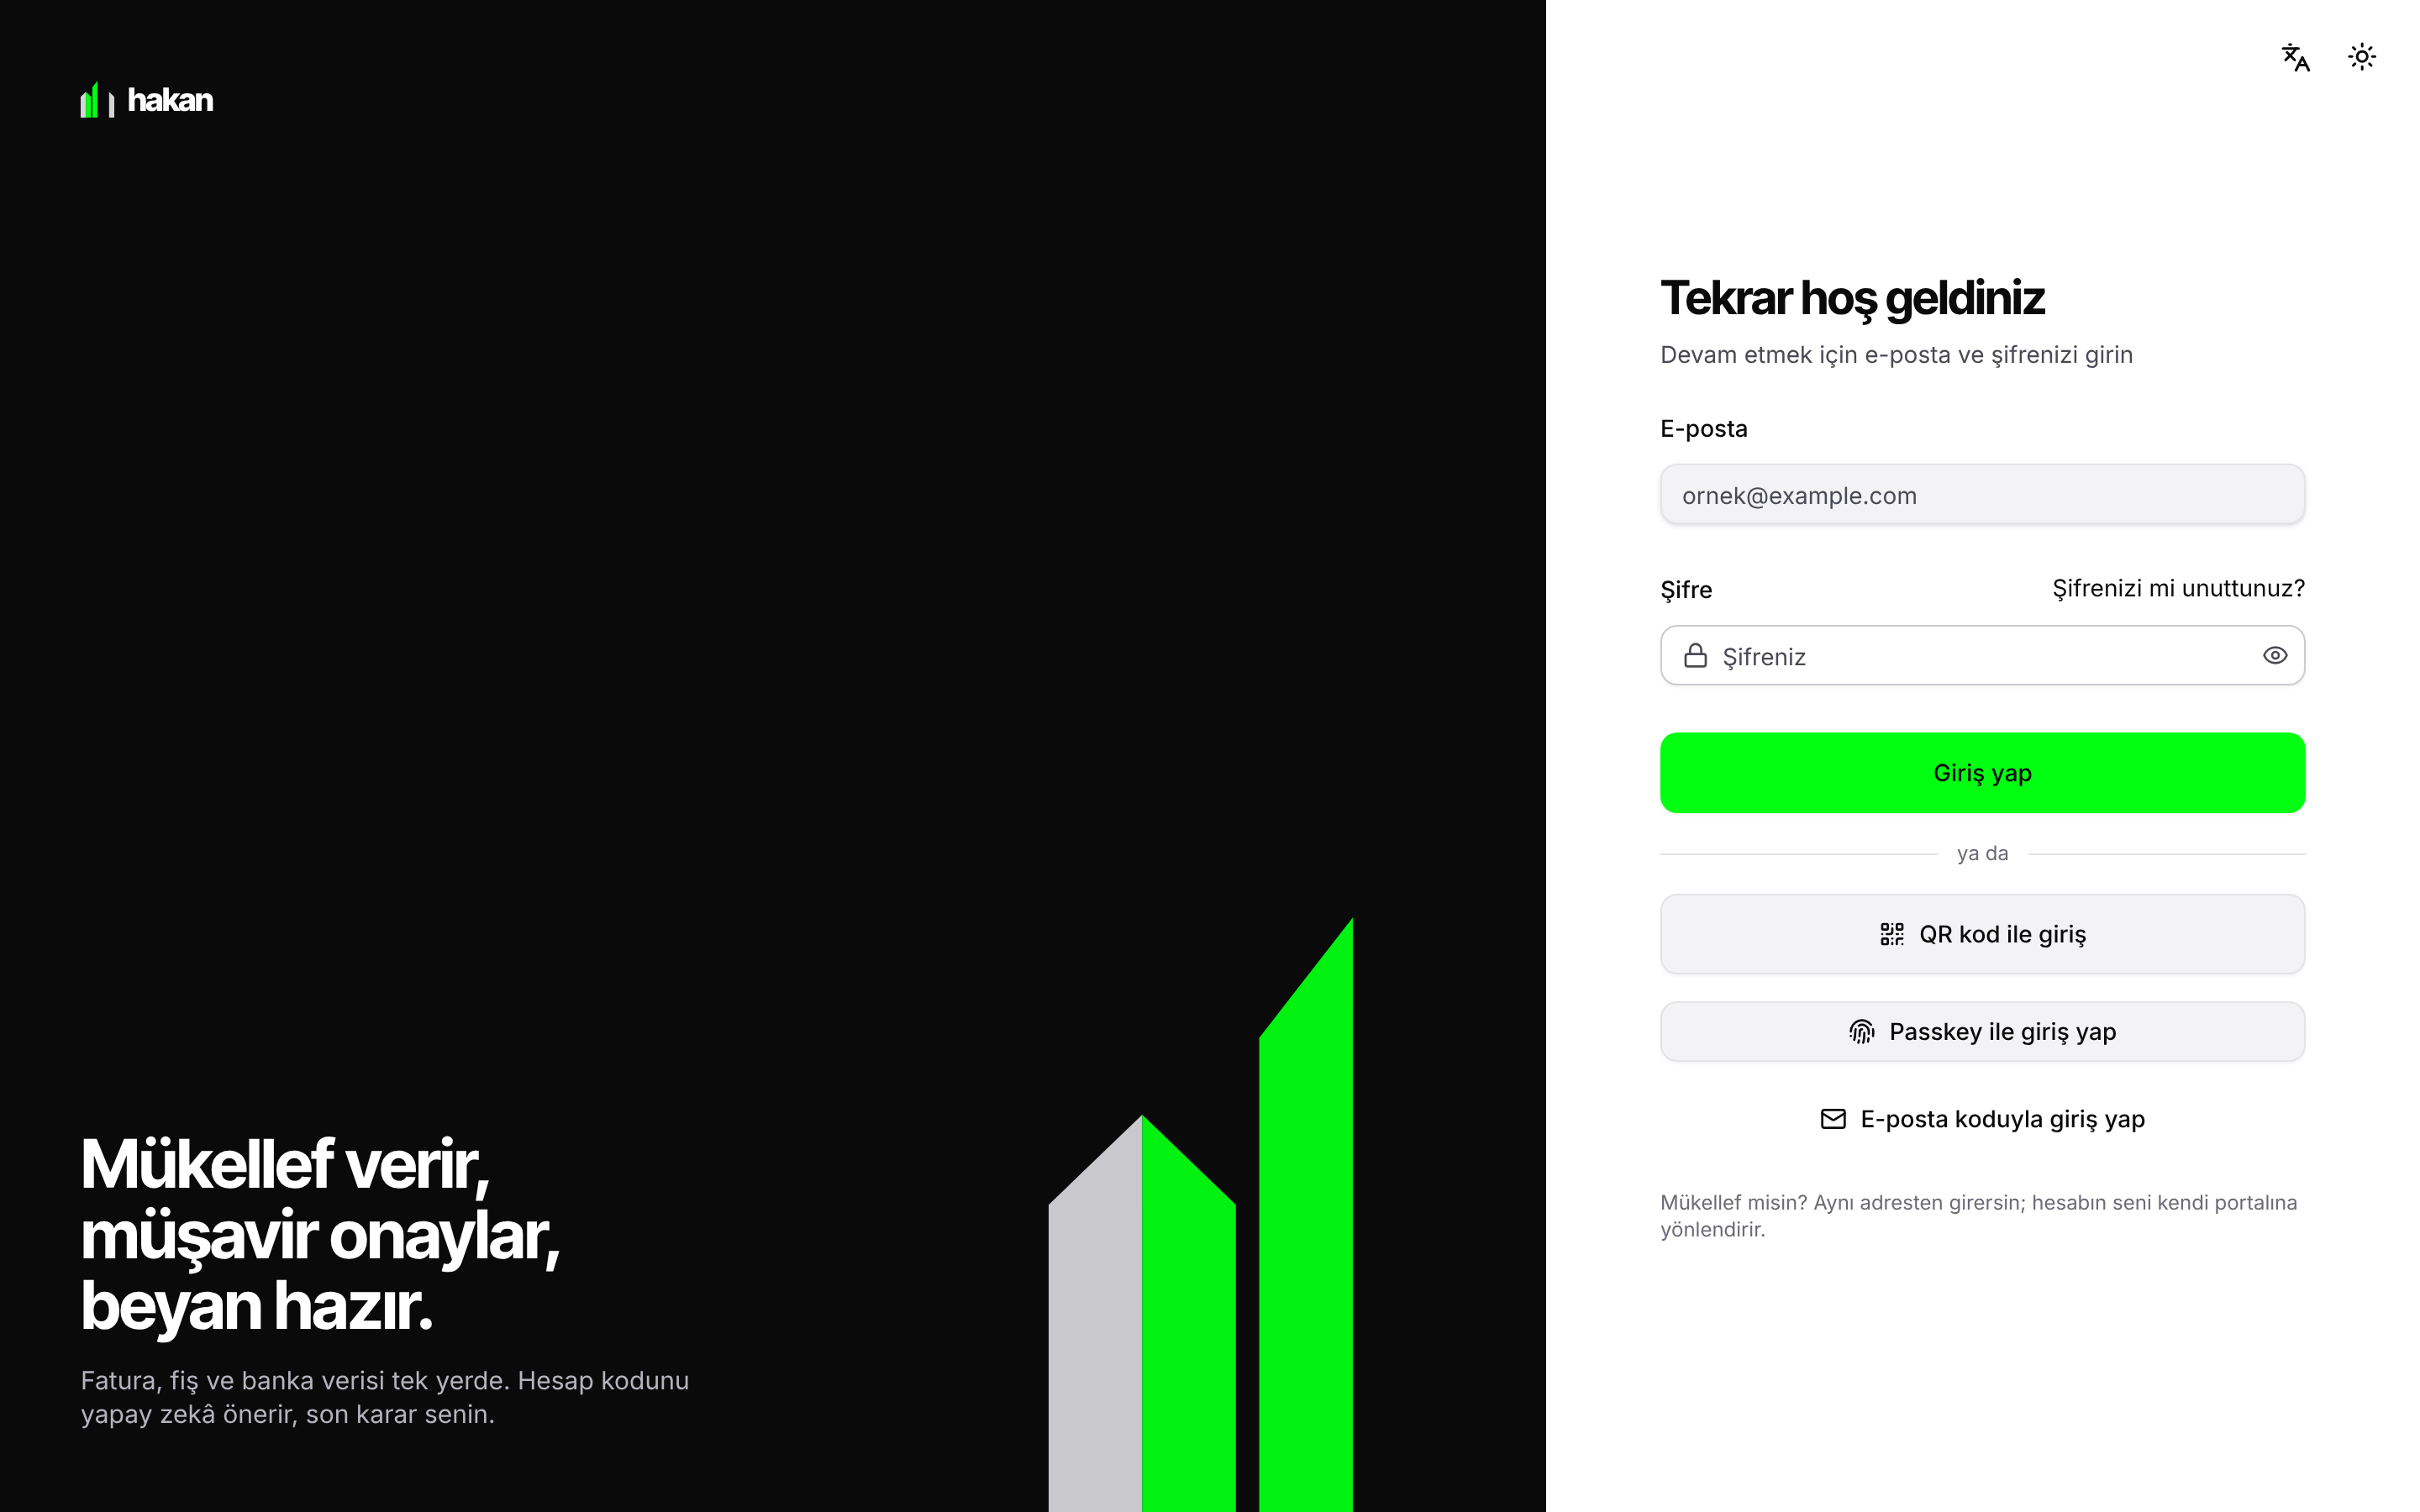 hakan
Mükellef verir,
müşavir onaylar,
beyan hazır.
Fatura, fiş ve banka verisi tek yerde. Hesap kodunu
yapay zekâ önerir, son karar senin.
Tekrar hoş geldiniz
Devam etmek için e-posta ve şifrenizi girin
E-posta
ornek@example.com
Şifre
Şifrenizi mi unuttunuz?
Şifreniz
Giriş yap
ya da
QR kod ile giriş
Passkey ile giriş yap
E-posta koduyla giriş yap
Mükellef misin? Aynı adresten girersin; hesabın seni kendi portalına
yönlendirir.